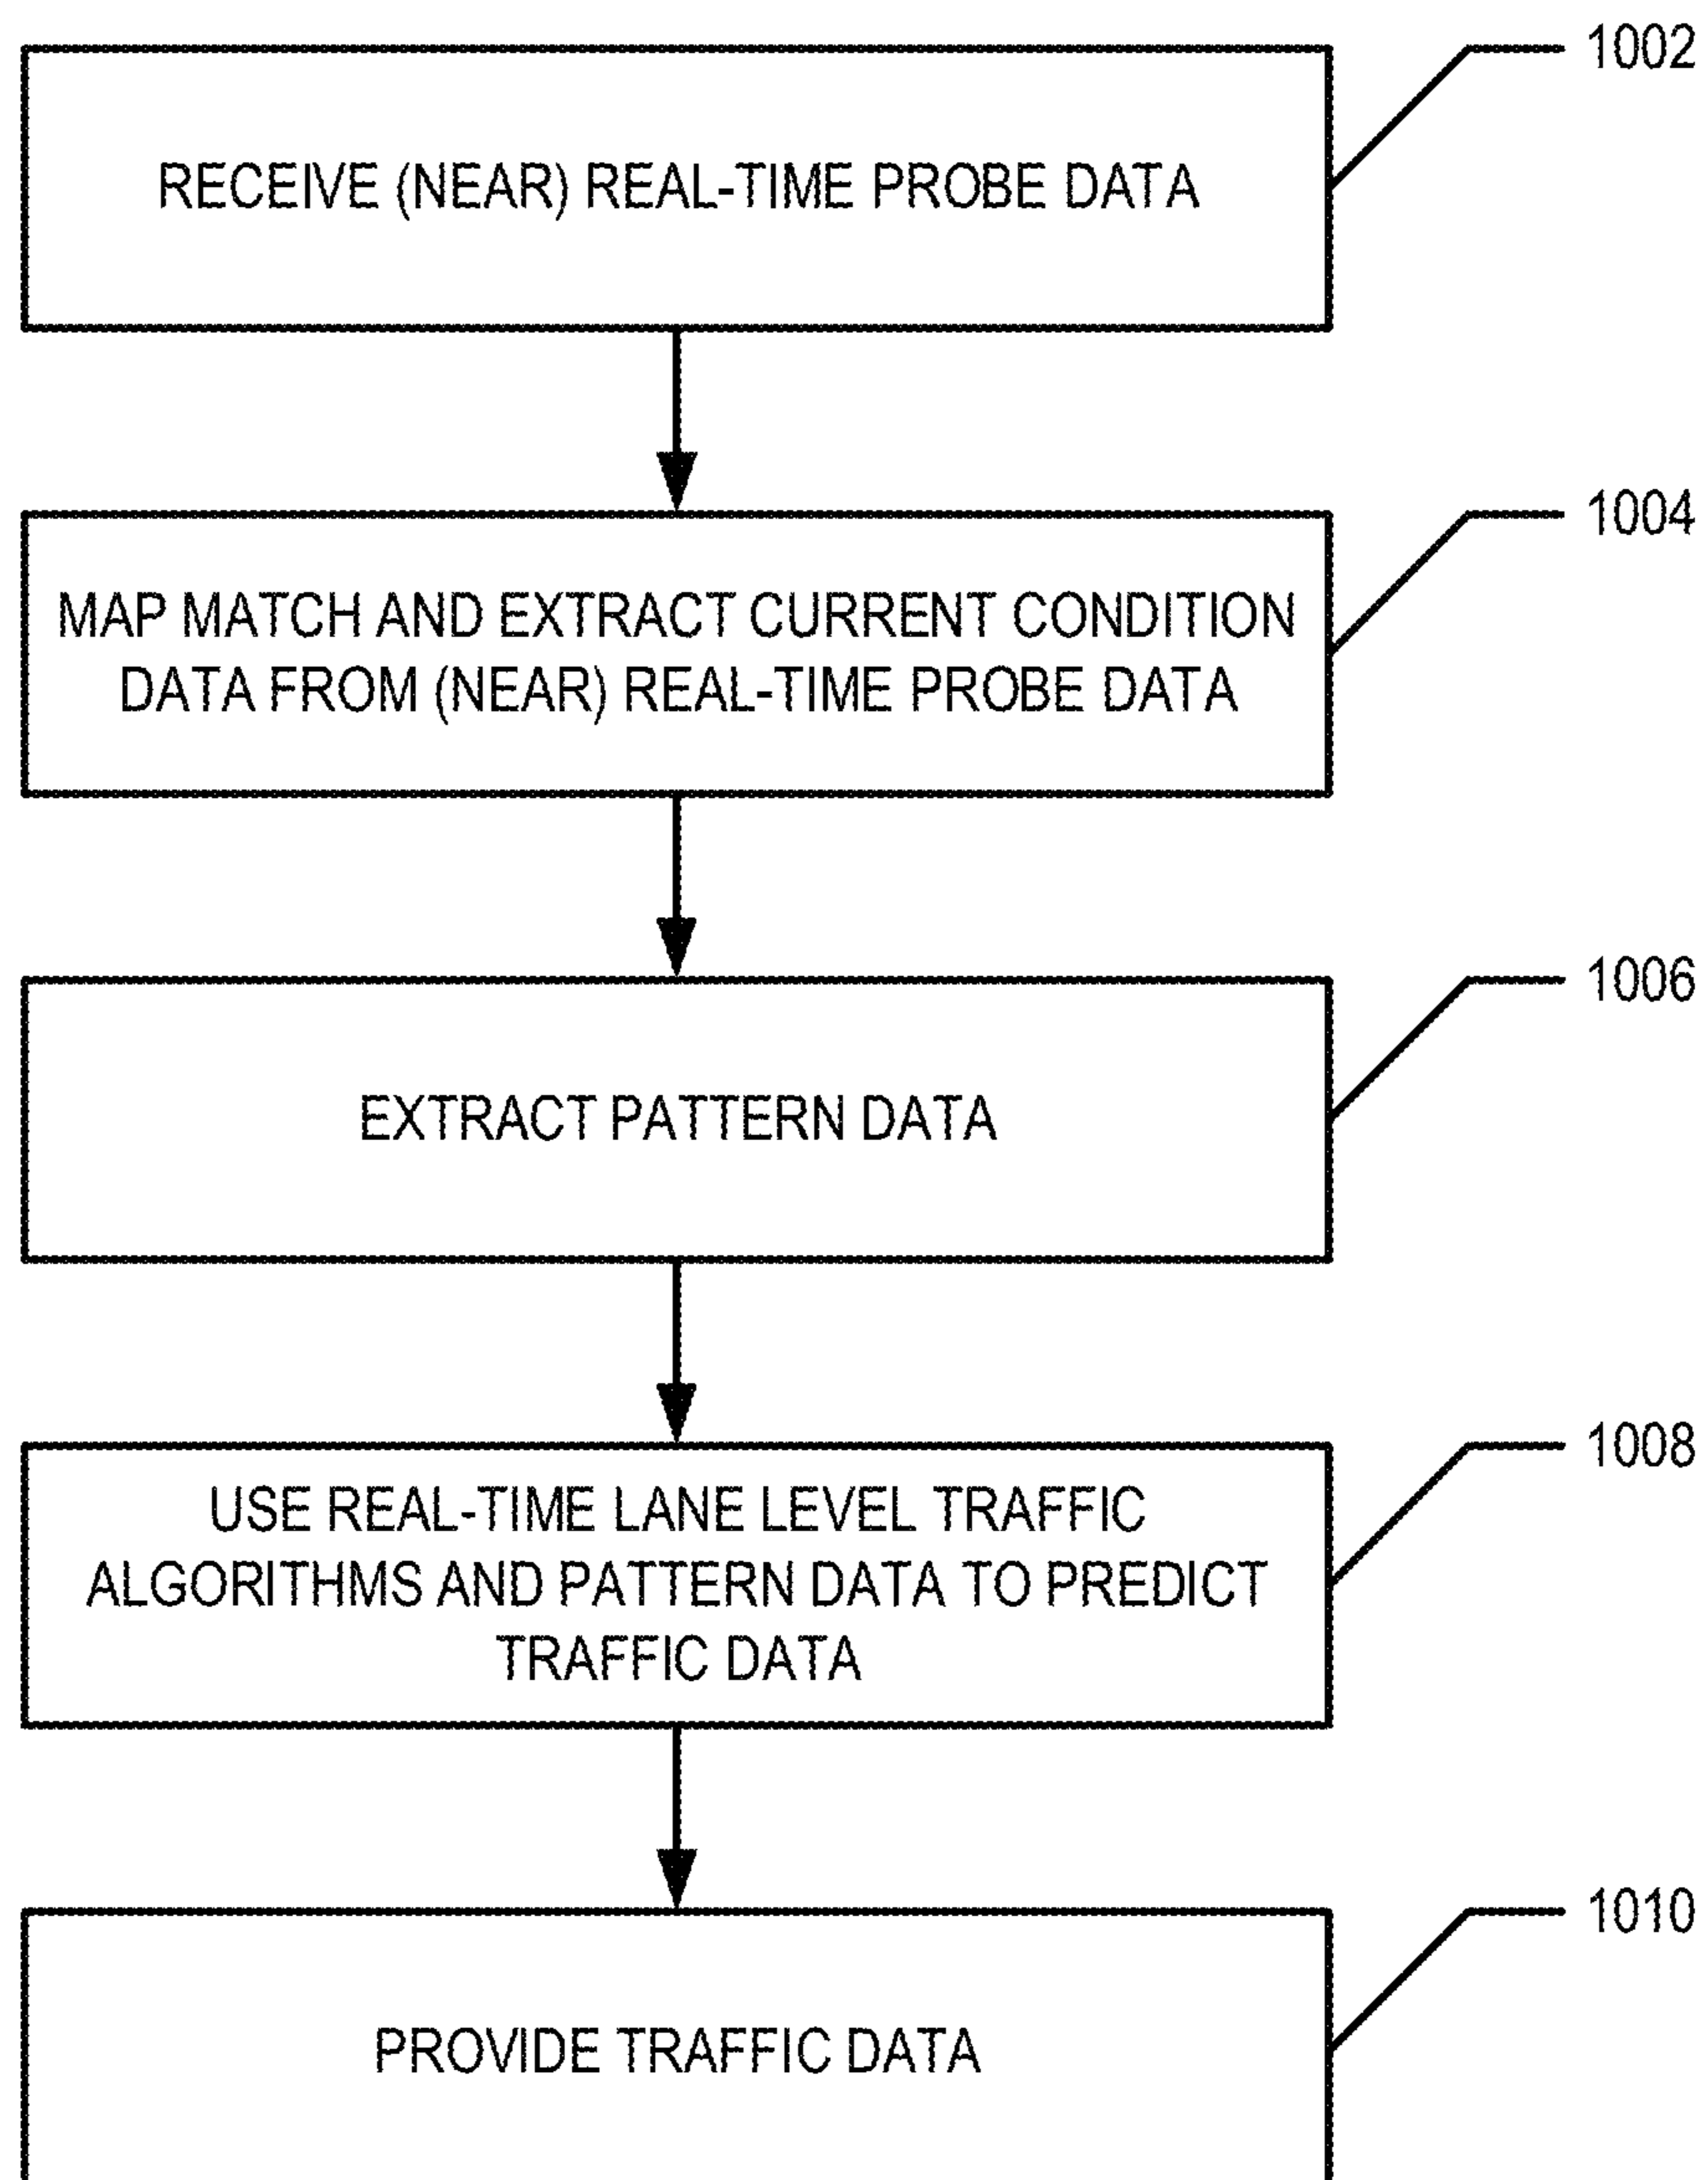 1002
RECEIVE (NEAR) REAL-TIME PROBE DATA
1004
MAP MATCH AND EXTRACT CURRENT CONDITION
DATA FROM (NEAR) REAL-TIME PROBE DATA
1006
EXTRACT PATTERN DATA
1008
USE REAL-TIME LANE LEVEL TRAFFIC
ALGORITHMS AND PATTERN DATA TO PREDICT
TRAFFIC DATA
1010
PROVIDE TRAFFIC DATA